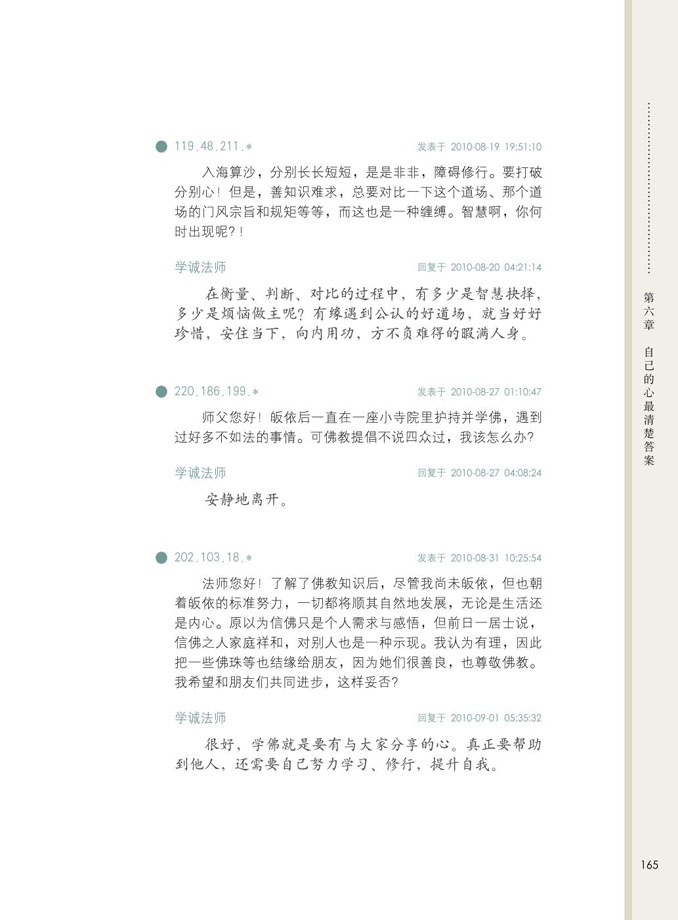 119.48.211.* 发表于 2010-08-19 19:51:10
入海算沙，分别长长短短，是是非非，障碍修行。要打破
分别心！但是，善知识难求，总要对比一下这个道场、那个道
场的门风宗旨和规矩等等，而这也是一种缠缚。智慧啊，你何
时出现呢？！
学诚法师 回复于 2010-08-20 04:21:14
在衡量、判断、对比的过程中，有多少是智慧抉择，
多少是烦恼做主呢？有缘遇到公认的好道场，就当好好
珍惜，安住当下，向内用功，方不负难得的暇满人身。
220.186.199.* 发表于 2010-08-27 01:10:47
师父您好！皈依后一直在一座小寺院里护持并学佛，遇到
过好多不如法的事情。可佛教提倡不说四众过，我该怎么办？
学诚法师 回复于 2010-08-27 04:08:24
安静地离开。
202.103.18.* 发表于 2010-08-31 10:25:54
法师您好！了解了佛教知识后，尽管我尚未皈依，但也朝
着皈依的标准努力，一切都将顺其自然地发展，无论是生活还
是内心。原以为信佛只是个人需求与感悟，但前日一居士说，
信佛之人家庭祥和，对别人也是一种示现。我认为有理，因此
把一些佛珠等也结缘给朋友，因为她们很善良，也尊敬佛教。
我希望和朋友们共同进步，这样妥否？
学诚法师 回复于 2010-09-01 05:35:32
很好，学佛就是要有与大家分享的心。真正要帮助
到他人，还需要自己努力学习、修行，提升自我。
第六章 自己的心最清楚答案
165